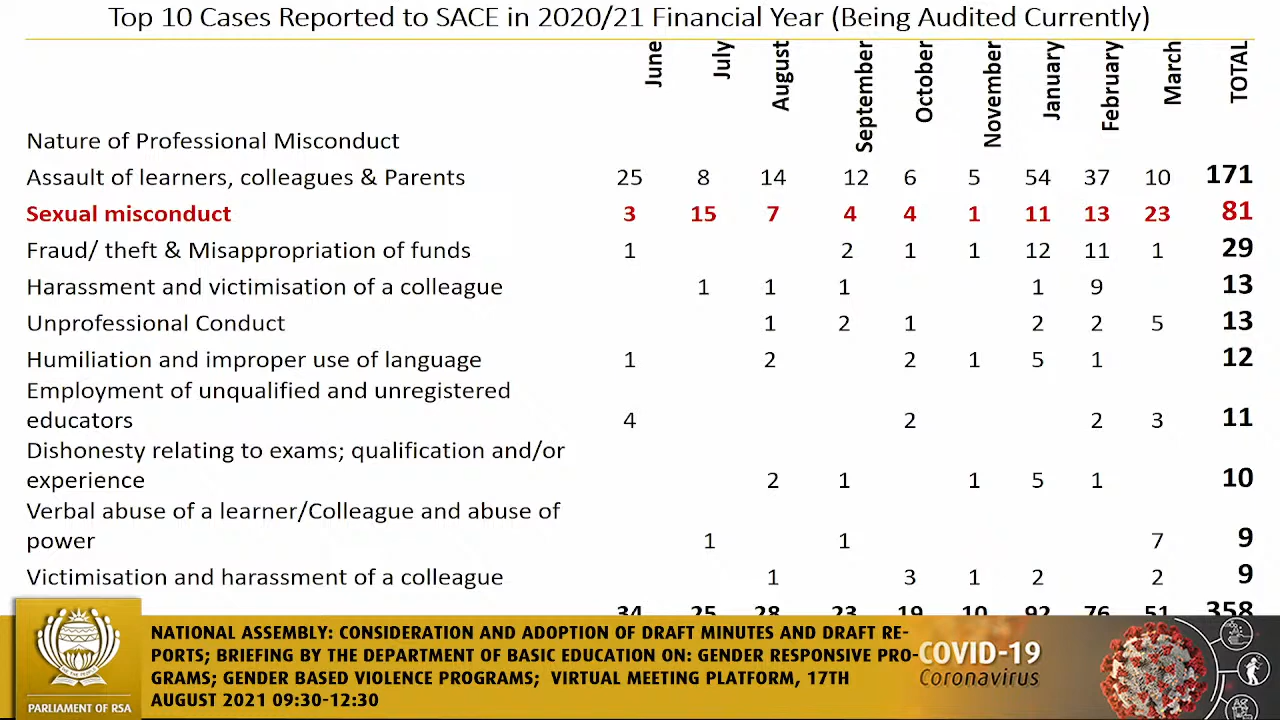 Top 10 Cases Reported to SACE in 2020/21 Financial Year (Being Audited Currently)
Nature of Professional Misconduct June July August September October November January February March TOTAL
Assault of learners, colleagues & Parents 25 8 14 12 6 5 54 37 10 171
Sexual misconduct 3 15 7 4 4 1 11 13 23 81
Fraud/ theft & Misappropriation of funds 1 2 1 1 12 11 1 29
Harassment and victimisation of a colleague 1 1 1 1 9 13
Unprofessional Conduct 1 2 1 2 2 5 13
Humiliation and improper use of language 1 2 2 1 5 1 12
Employment of unqualified and unregistered
educators 4 2 2 3 11
Dishonesty relating to exams; qualification and/or
experience 2 1 1 5 1 10
Verbal abuse of a learner/Colleague and abuse of
power 1 1 7 9
Victimisation and harassment of a colleague 1 3 1 2 2 9
34 25 28 23 19 10 92 76 51 358
NATIONAL ASSEMBLY: CONSIDERATION AND ADOPTION OF DRAFT MINUTES AND DRAFT RE-
PORTS; BRIEFING BY THE DEPARTMENT OF BASIC EDUCATION ON: GENDER RESPONSIVE PRO-
GRAMS; GENDER BASED VIOLENCE PROGRAMS; VIRTUAL MEETING PLATFORM, 17TH
AUGUST 2021 09:30-12:30
COVID-19
Coronavirus
PARLIAMENT OF RSA